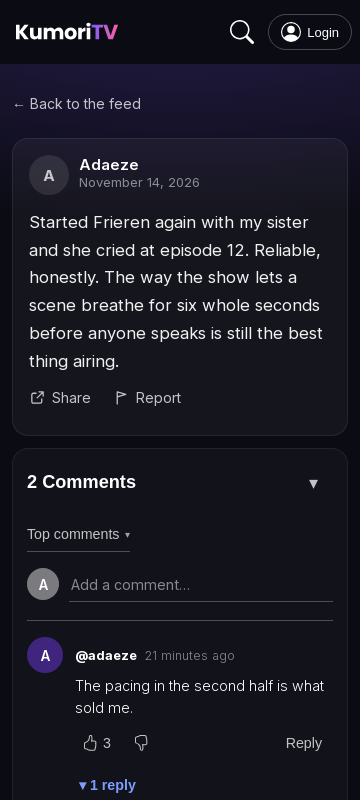 KumoriTV
Login
← Back to the feed
A
Adaeze
November 14, 2026
Started Frieren again with my sister
and she cried at episode 12. Reliable,
honestly. The way the show lets a
scene breathe for six whole seconds
before anyone speaks is still the best
thing airing.
Share Report
2 Comments ▼
Top comments ▾
A
Add a comment...
A
@adaeze 21 minutes ago
The pacing in the second half is what
sold me.
3 Reply
▾ 1 reply